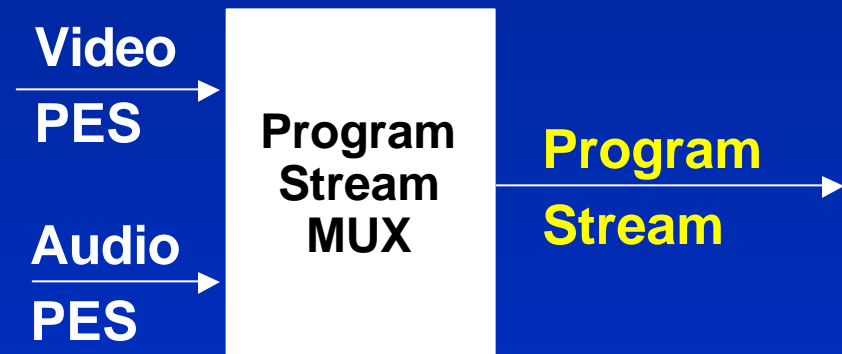 Video
PES
Audio
PES
Program
Stream
MUX
Program
Stream